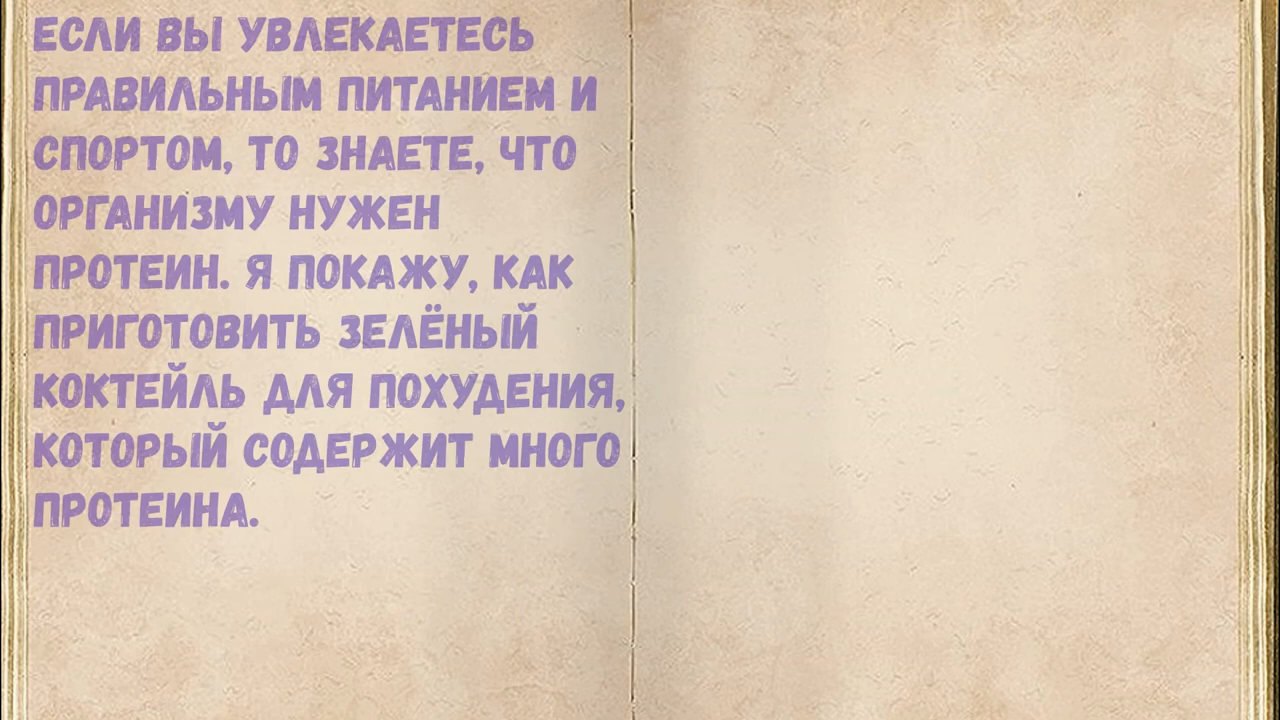 ЕСЛИ ВЫ УВЛЕКАЕТЕСЬ
ПРАВИЛЬНЫМ ПИТАНИЕМ И
СПОРТОМ, ТО ЗНАЕТЕ, ЧТО
ОРГАНИЗМУ НУЖЕН
ПРОТЕИН. Я ПОКАЖУ, КАК
ПРИГОТОВИТЬ ЗЕЛЁНЫЙ
КОКТЕЙЛЬ ДЛЯ ПОХУДЕНИЯ,
КОТОРЫЙ СОДЕРЖИТ МНОГО
ПРОТЕИНА.